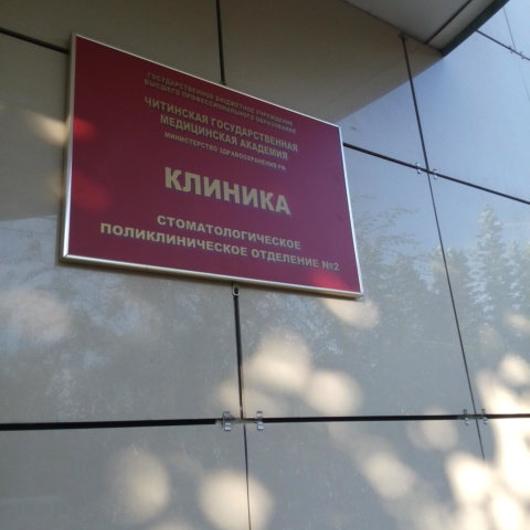 ГОСУДАРСТВЕННОЕ БЮДЖЕТНОЕ УЧРЕЖДЕНИЕ
ВЫСШЕГО ПРОФЕССИОНАЛЬНОГО ОБРАЗОВАНИЯ
ЧИТИНСКАЯ ГОСУДАРСТВЕННАЯ
МЕДИЦИНСКАЯ АКАДЕМИЯ
МИНИСТЕРСТВО ЗДРАВООХРАНЕНИЯ РФ
КЛИНИКА
СТОМАТОЛОГИЧЕСКОЕ
ПОЛИКЛИНИЧЕСКОЕ ОТДЕЛЕНИЕ №2